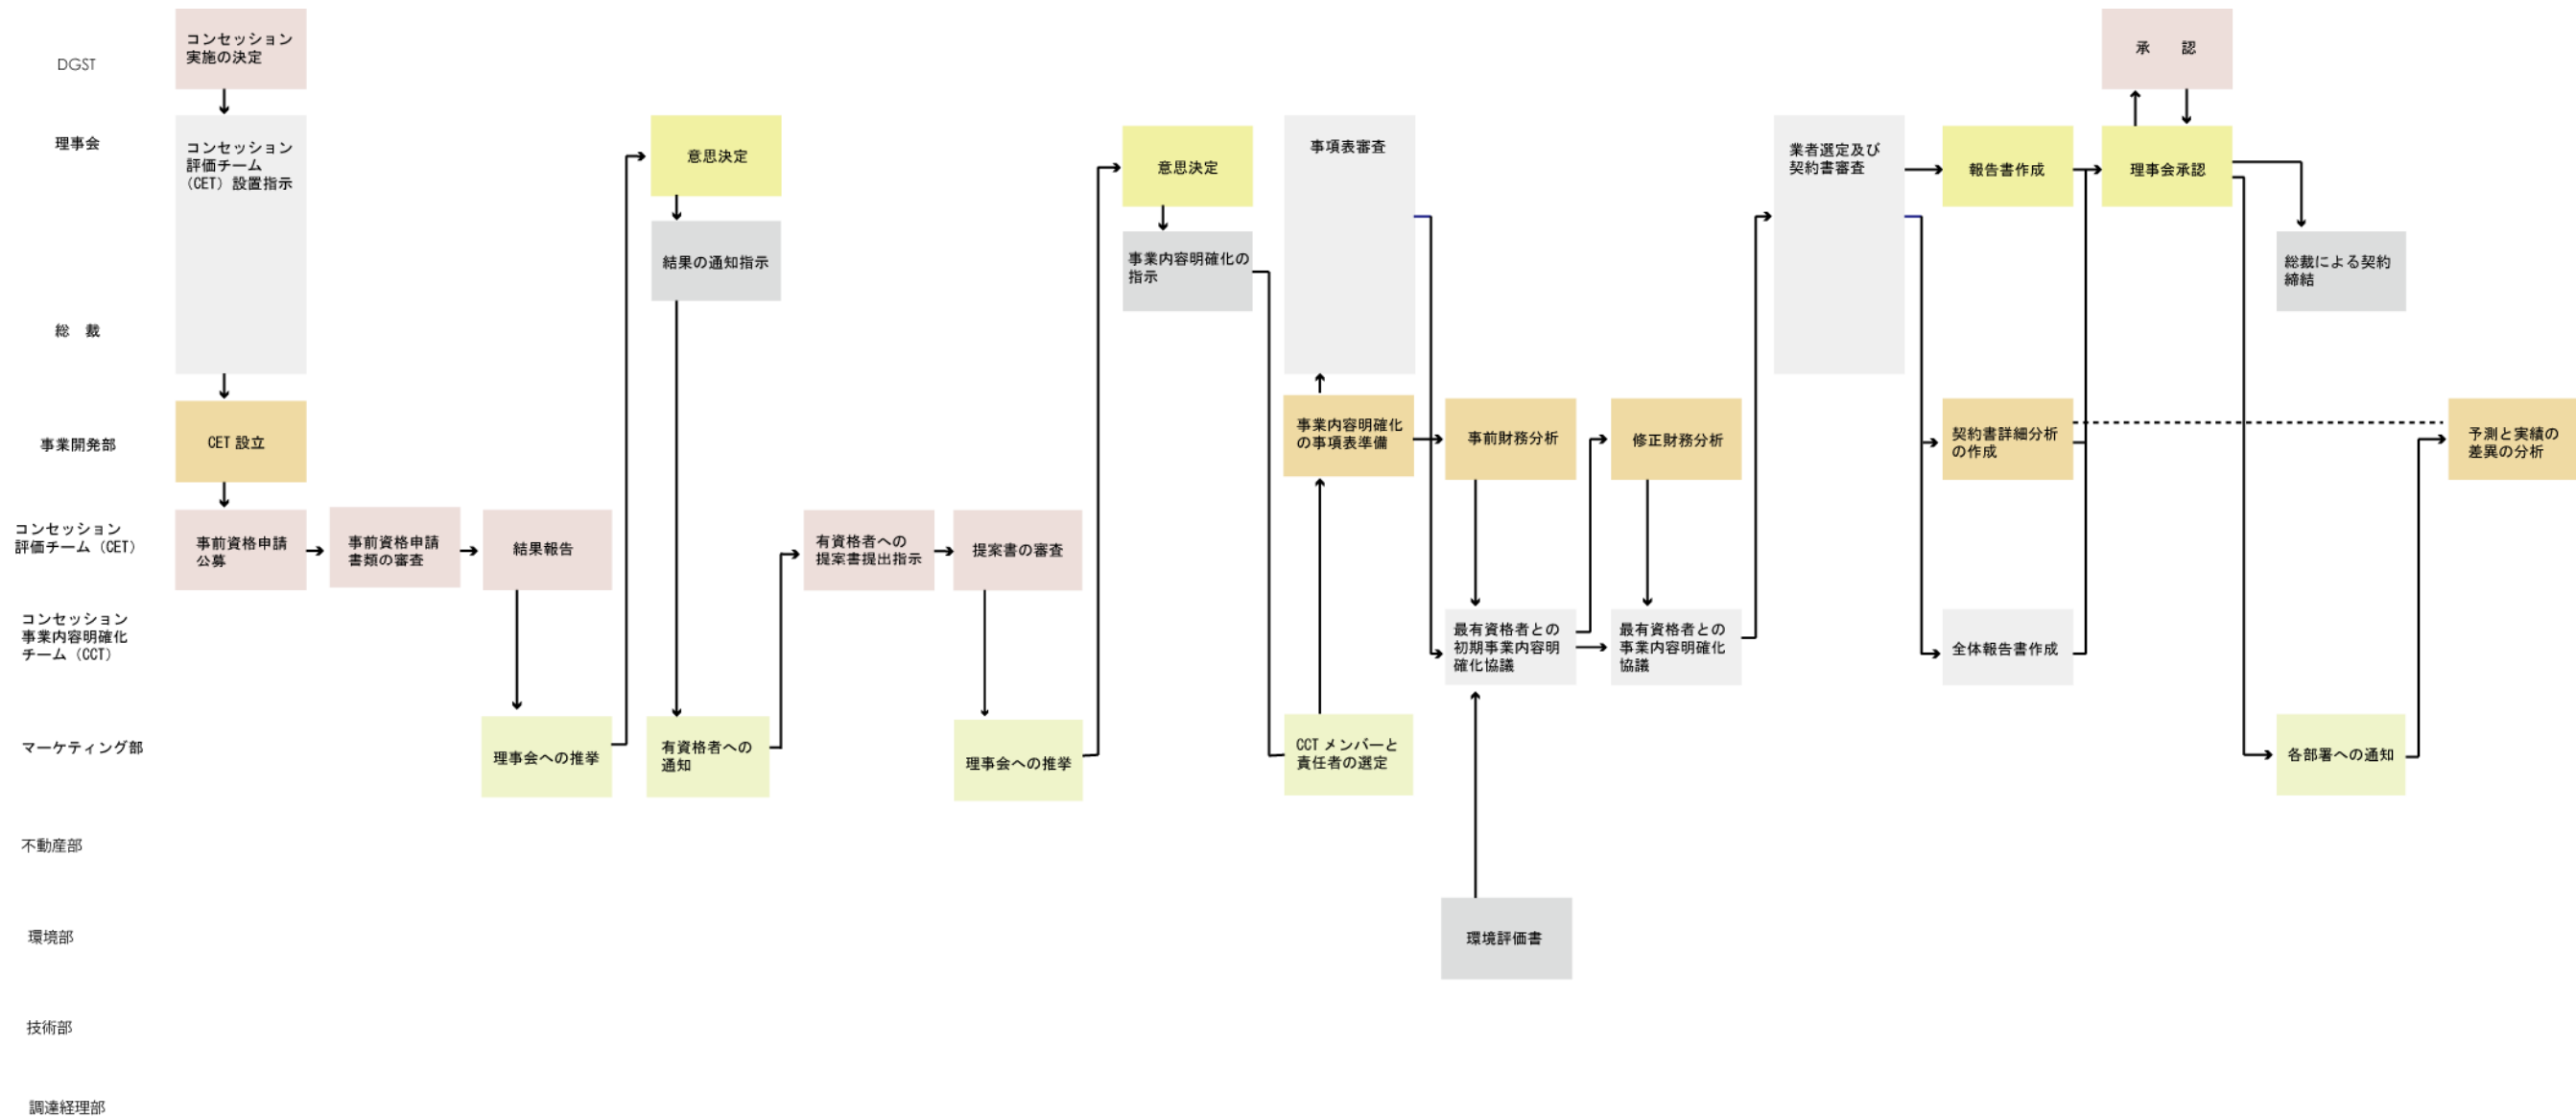 DGST
理事会
総　裁
事業開発部
コンセッション
評価チーム（CET）
コンセッション
事業内容明確化
チーム（CCT）
マーケティング部
不動産部
環境部
技術部
調達経理部
コンセッション
実施の決定
コンセッション
評価チーム
（CET）設置指示
CET 設立
事前資格申請
公募
事前資格申請
書類の審査
結果報告
理事会への推挙
意思決定
結果の通知指示
有資格者への
通知
有資格者への
提案書提出指示
提案書の審査
理事会への推挙
意思決定
事業内容明確化の
指示
事項表審査
事業内容明確化
の事項表準備
CCT メンバーと
責任者の選定
事前財務分析
最有資格者との
初期事業内容明
確化協議
環境評価書
修正財務分析
最有資格者との
事業内容明確化
協議
業者選定及び
契約書審査
報告書作成
契約書詳細分析
の作成
全体報告書作成
承　　認
理事会承認
総裁による契約
締結
各部署への通知
予測と実績の
差異の分析